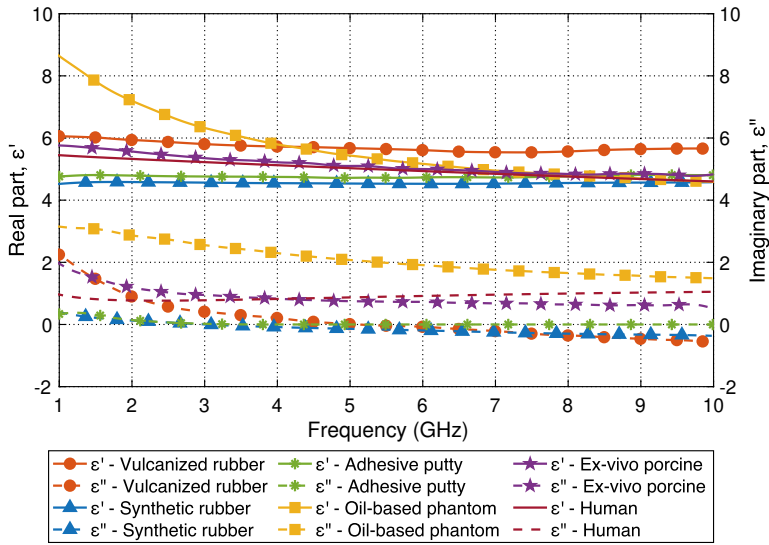 10
8
6
4
2
0
-2
Real part, ε'
10
8
6
4
2
0
-2
Imaginary part, ε"
1 2 3 4 5 6 7 8 9 10
Frequency (GHz)
ε' - Vulcanized rubber ε' - Adhesive putty ε' - Ex-vivo porcine
ε" - Vulcanized rubber ε" - Adhesive putty ε" - Ex-vivo porcine
ε' - Synthetic rubber ε' - Oil-based phantom ε' - Human
ε" - Synthetic rubber ε" - Oil-based phantom ε" - Human